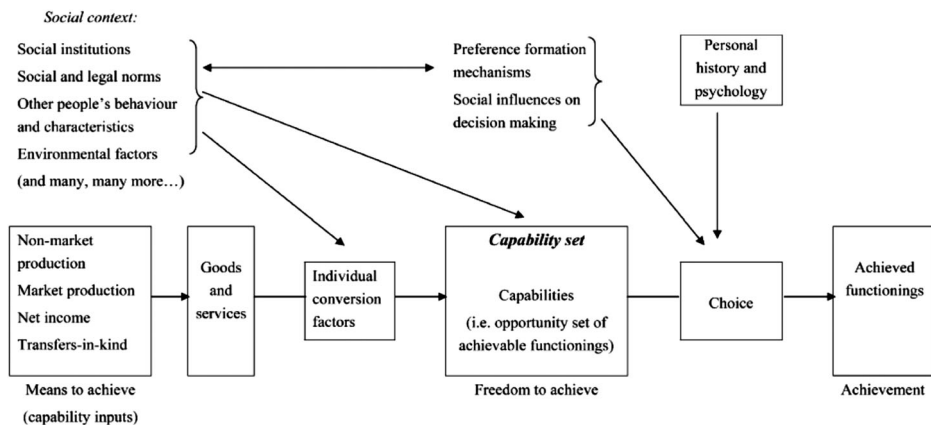 Social context:
Social institutions
Social and legal norms
Other people's behaviour
and characteristics
Environmental factors
(and many, many more…)
Preference formation
mechanisms
Social influences on
decision making
Personal
history and
psychology
Non-market
production
Market production
Net income
Transfers-in-kind
Means to achieve
(capability inputs)
Goods
and
services
Individual
conversion
factors
Capability set
Capabilities
(i.e. opportunity set of
achievable functionings)
Freedom to achieve
Choice
Achieved
functionings
Achievement